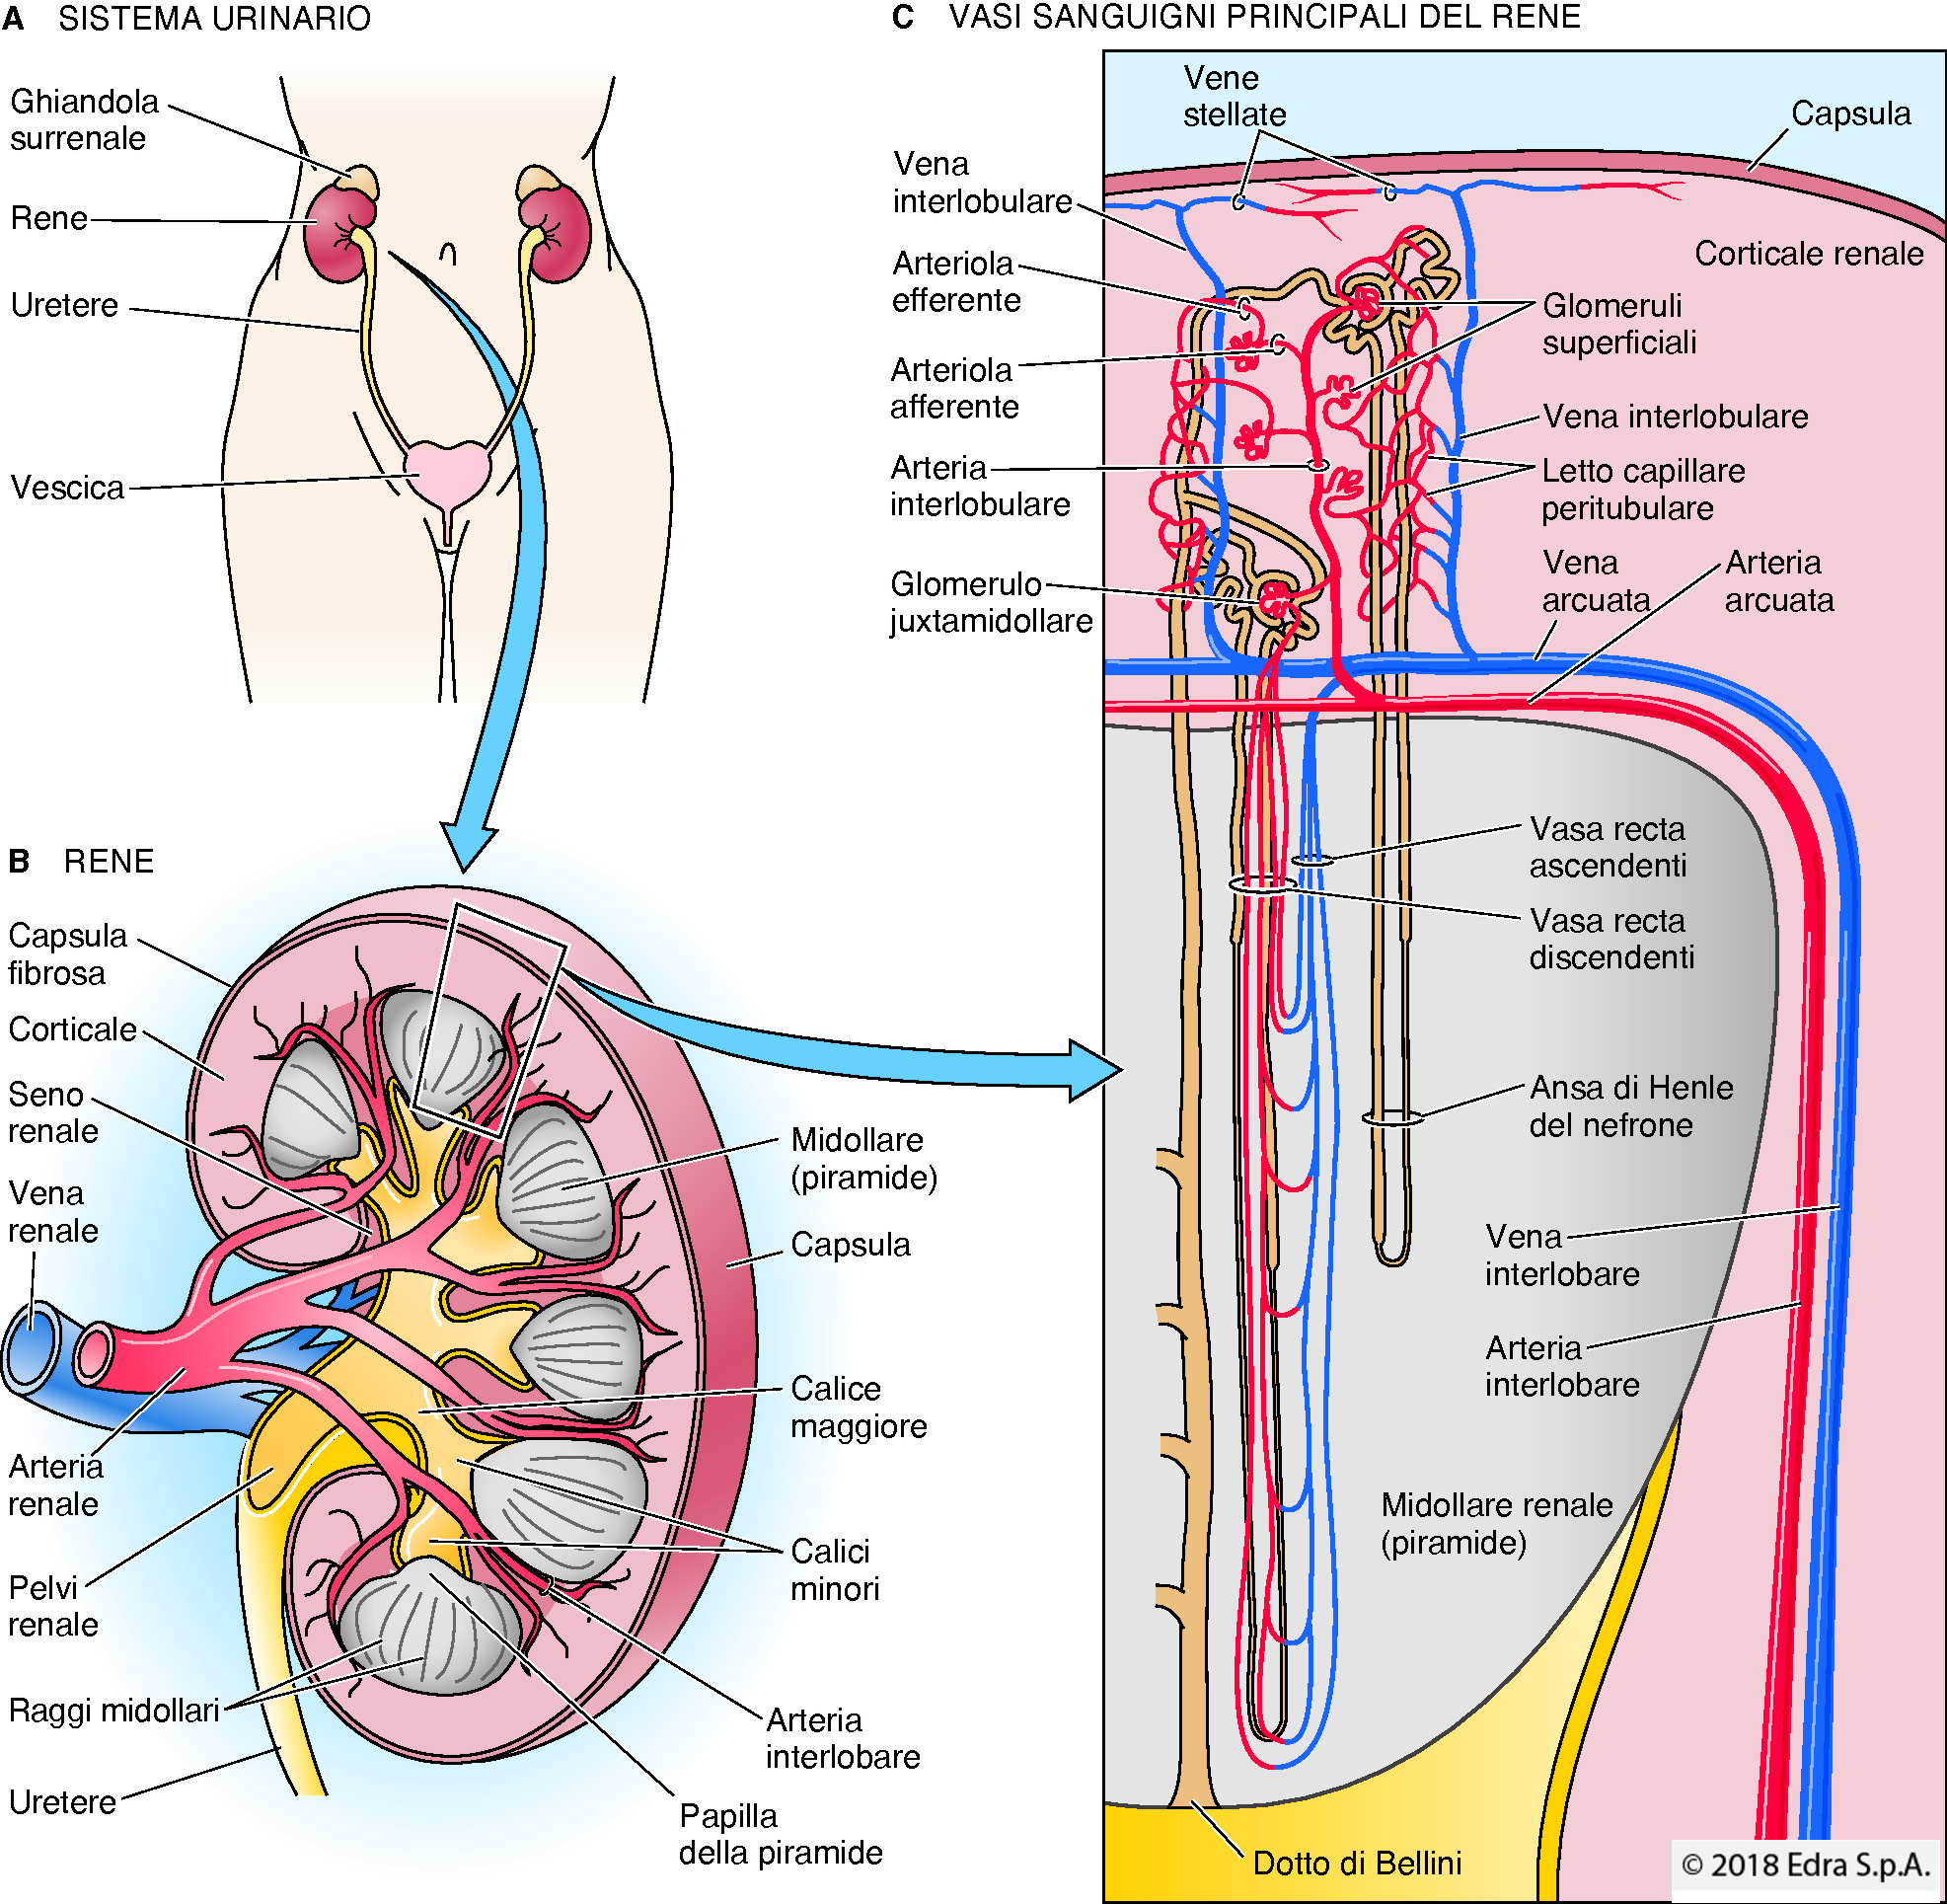 A SISTEMA URINARIO
Ghiandola
surrenale
Rene
Uretere
Vescica
B RENE
Capsula
fibrosa
Corticale
Seno
renale
Vena
renale
Arteria
renale
Pelvi
renale
Raggi midollari
Uretere
Midollare
(piramide)
Capsula
Calice
maggiore
Calici
minori
Arteria
interlobare
Papilla
della piramide
C VASI SANGUIGNI PRINCIPALI DEL RENE
Vene
stellate
Capsula
Vena
interlobulare
Corticale renale
Arteriola
efferente
Glomeruli
superficiali
Arteriola
afferente
Vena interlobulare
Arteria
interlobulare
Letto capillare
peritubulare
Vena
arcuata
Arteria
arcuata
Glomerulo
juxtamidollare
Vasa recta
ascendenti
Vasa recta
discendenti
Ansa di Henle
del nefrone
Vena
interlobare
Arteria
interlobare
Midollare renale
(piramide)
Dotto di Bellini
© 2018 Edra S.p.A.